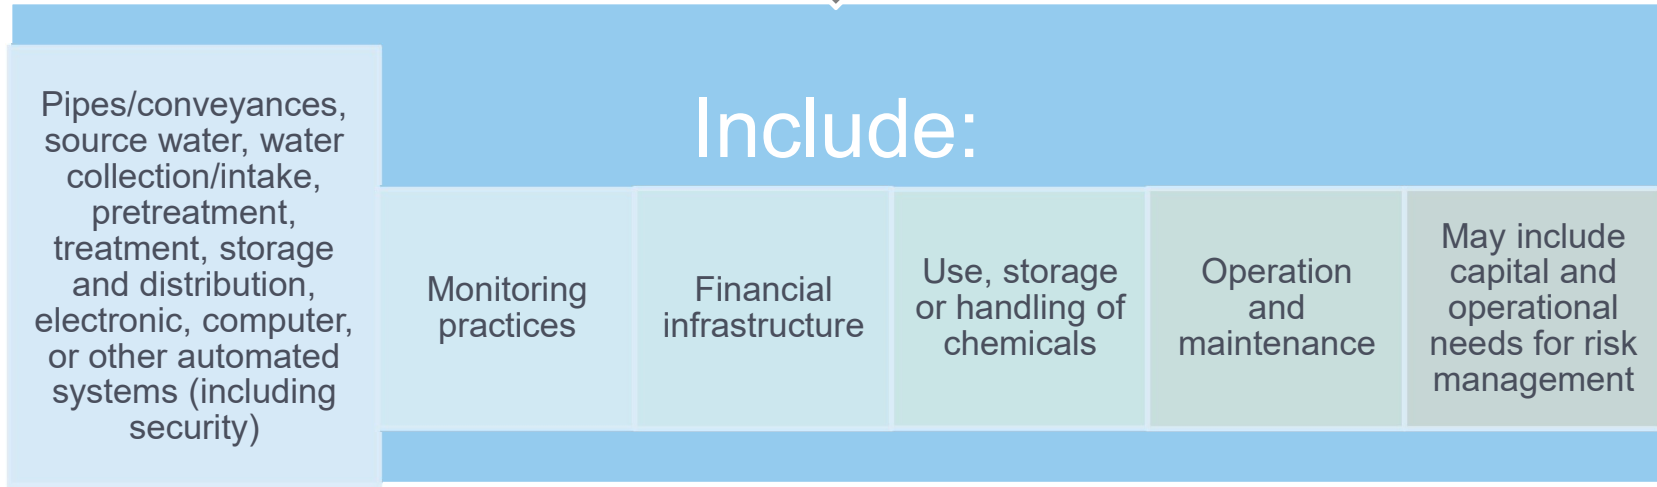 Include:
Pipes/conveyances,
source water, water
collection/intake,
pretreatment,
treatment, storage
and distribution,
electronic, computer,
or other automated
systems (including
security)
Monitoring
practices
Financial
infrastructure
Use, storage
or handling of
chemicals
Operation
and
maintenance
May include
capital and
operational
needs for risk
management